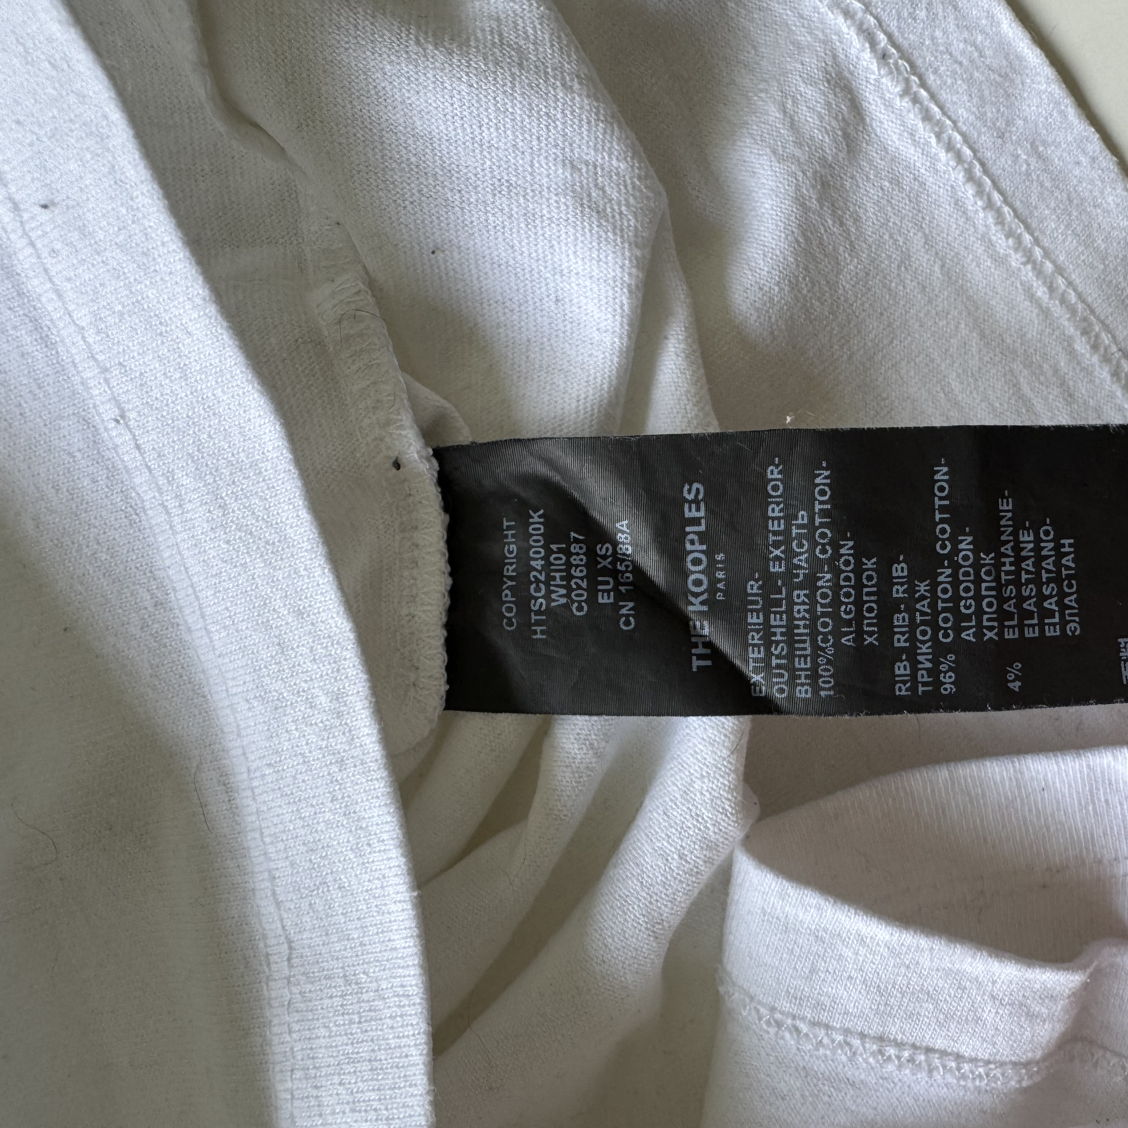 COPYRIGHT
HTSC24000K
WHI01
C026887
EU XS
CN 165/88A
THE KOOPLES
PARIS
EXTERIEUR-
OUTSHELL- EXTERIOR-
ВНЕШНЯЯ ЧАСТЬ
100%COTON- COTTON-
ALGODÓN-
ХЛОПОК
RIB- RIB-
ТРИКОТАЖ
96% COTON- COTTON-
ALGODÓN-
ХЛОПОК
4% ELASTHANNE-
ELASTANE-
ELASTANO-
ЭЛАСТАН